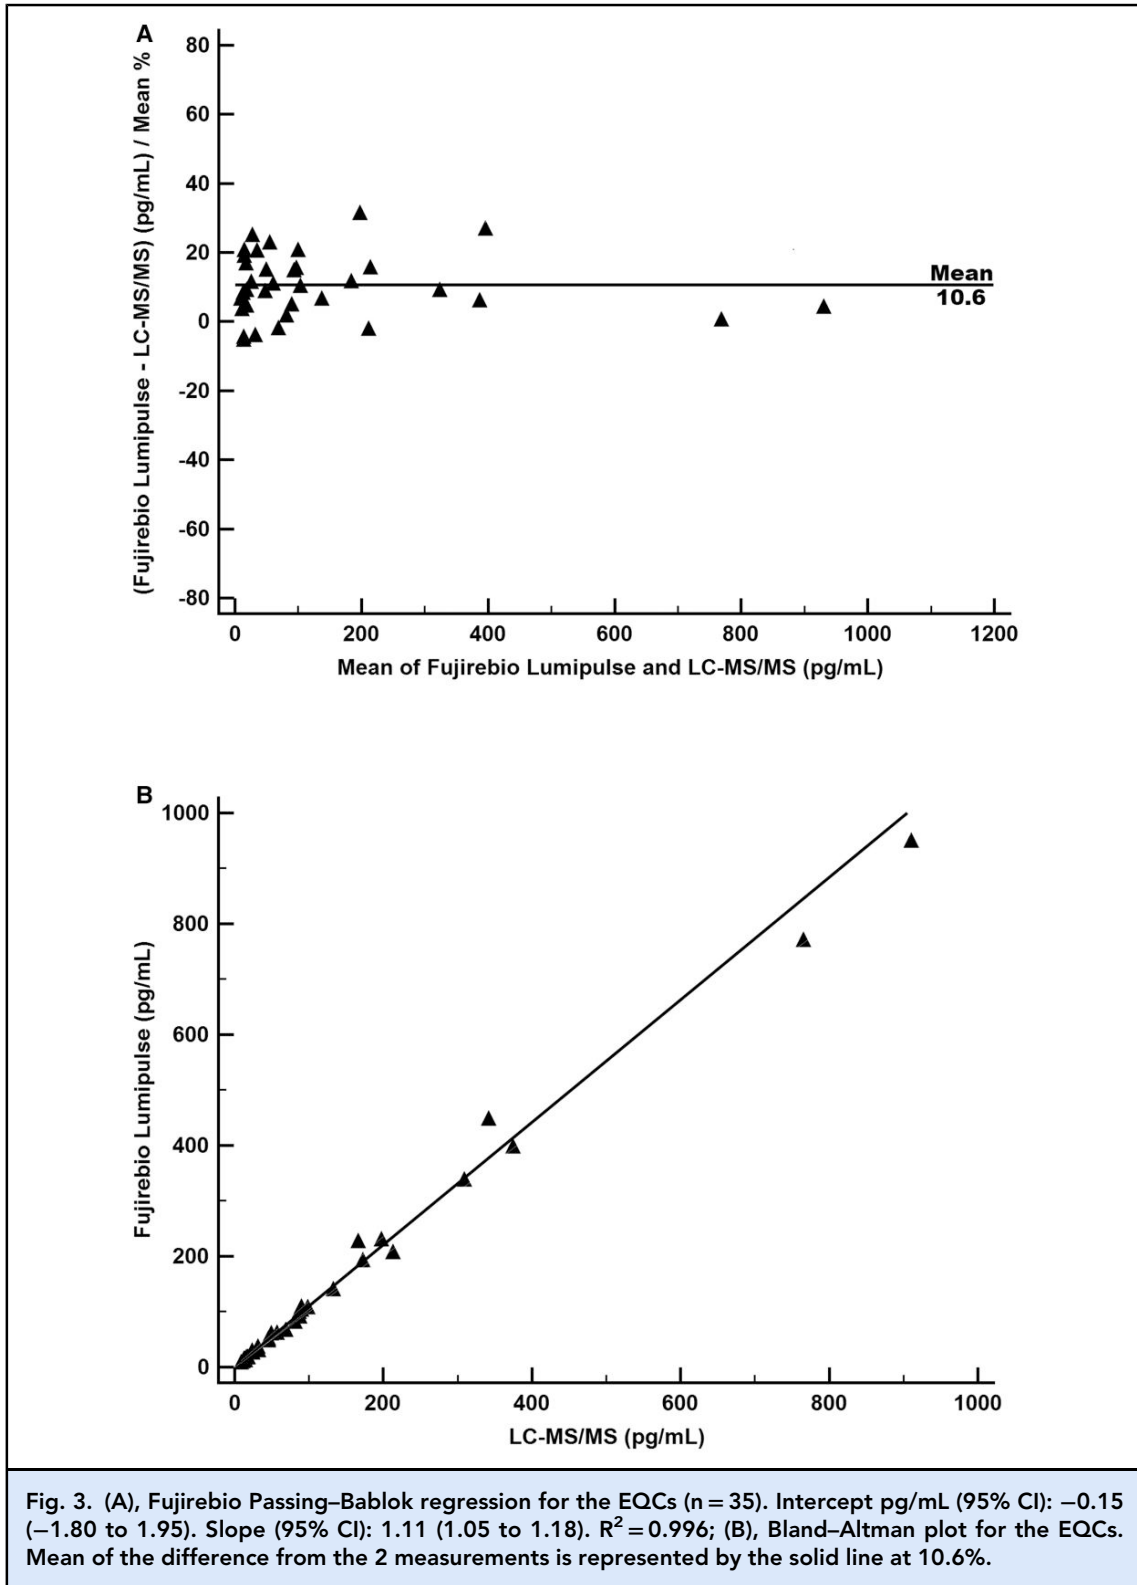 A
(Fujirebio Lumipulse - LC-MS/MS) (pg/mL) / Mean %
80
60
40
20
0
-20
-40
-60
-80
Mean
10.6
0 200 400 600 800 1000 1200
Mean of Fujirebio Lumipulse and LC-MS/MS (pg/mL)
B
Fujirebio Lumipulse (pg/mL)
1000
800
600
400
200
0
0 200 400 600 800 1000
LC-MS/MS (pg/mL)
Fig. 3. (A), Fujirebio Passing–Bablok regression for the EQCs (n = 35). Intercept pg/mL (95% CI): −0.15
(−1.80 to 1.95). Slope (95% CI): 1.11 (1.05 to 1.18). R² = 0.996; (B), Bland–Altman plot for the EQCs.
Mean of the difference from the 2 measurements is represented by the solid line at 10.6%.